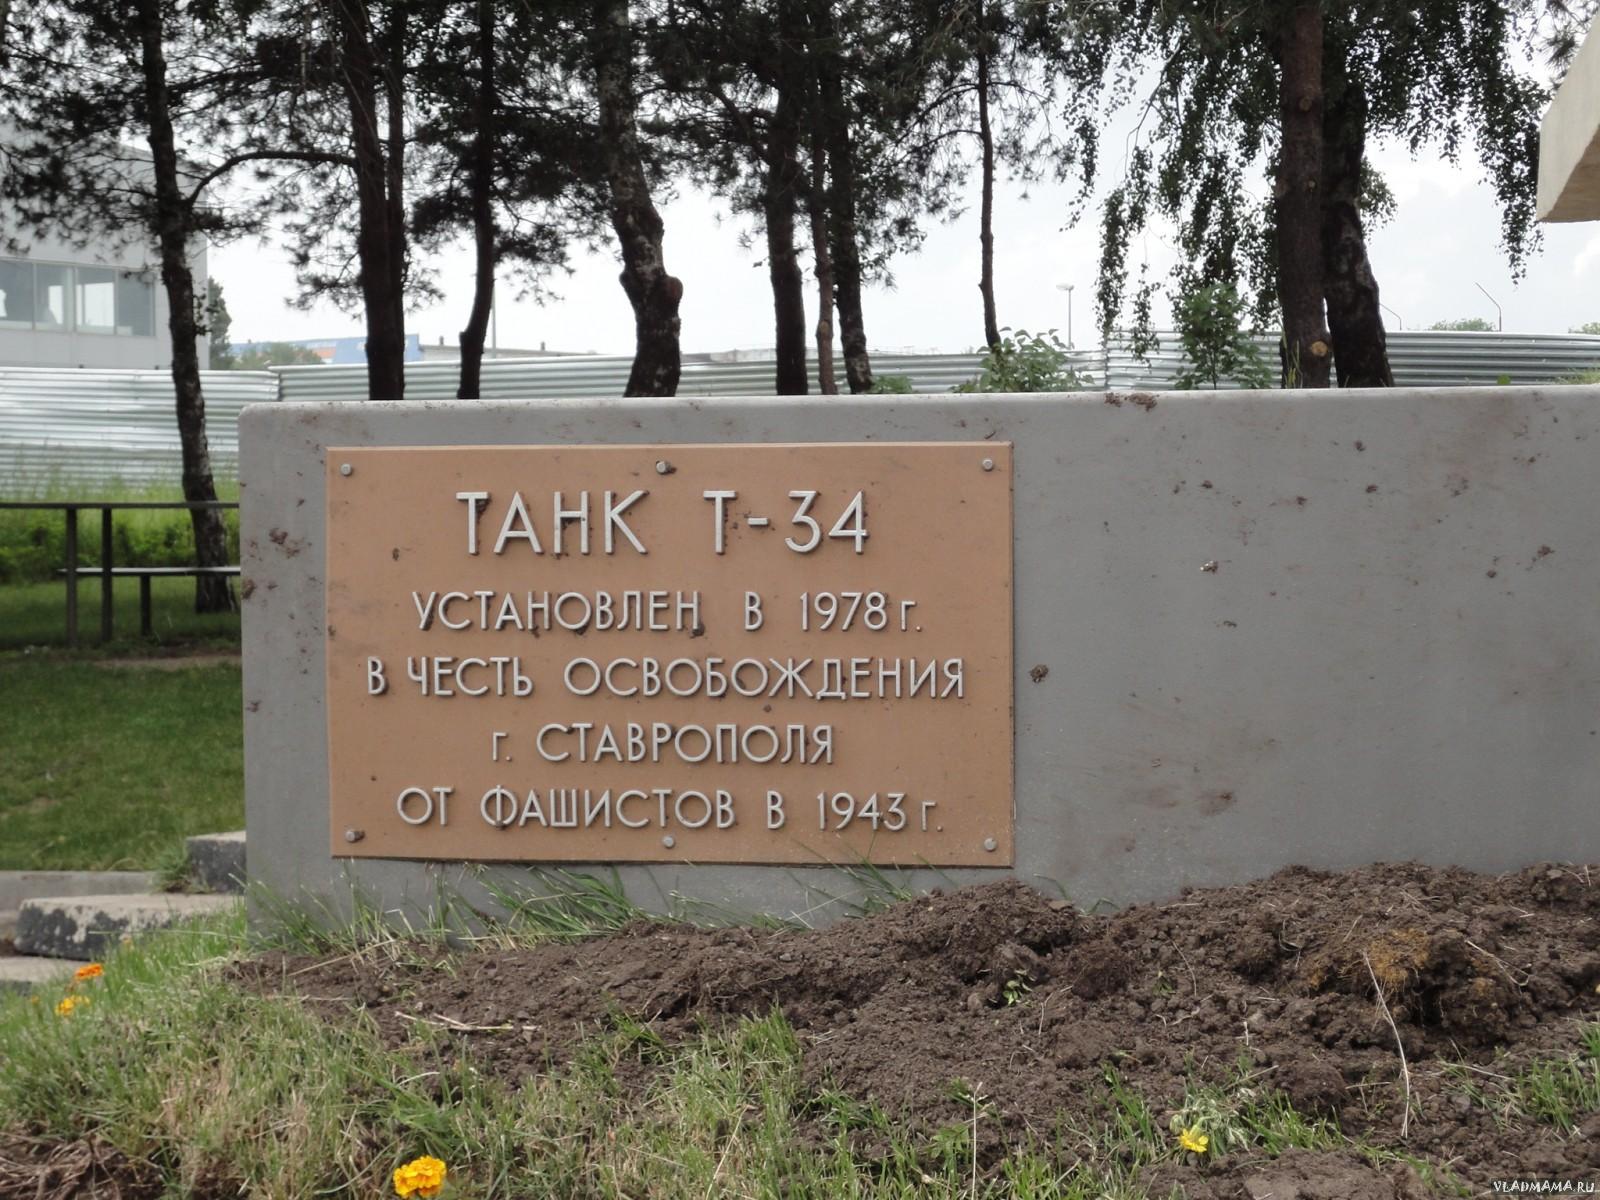 ТАНК Т-34
УСТАНОВЛЕН В 1978 г.
В ЧЕСТЬ ОСВОБОЖДЕНИЯ
г. СТАВРОПОЛЯ
ОТ ФАШИСТОВ В 1943 г.
VLADMAMA.RU